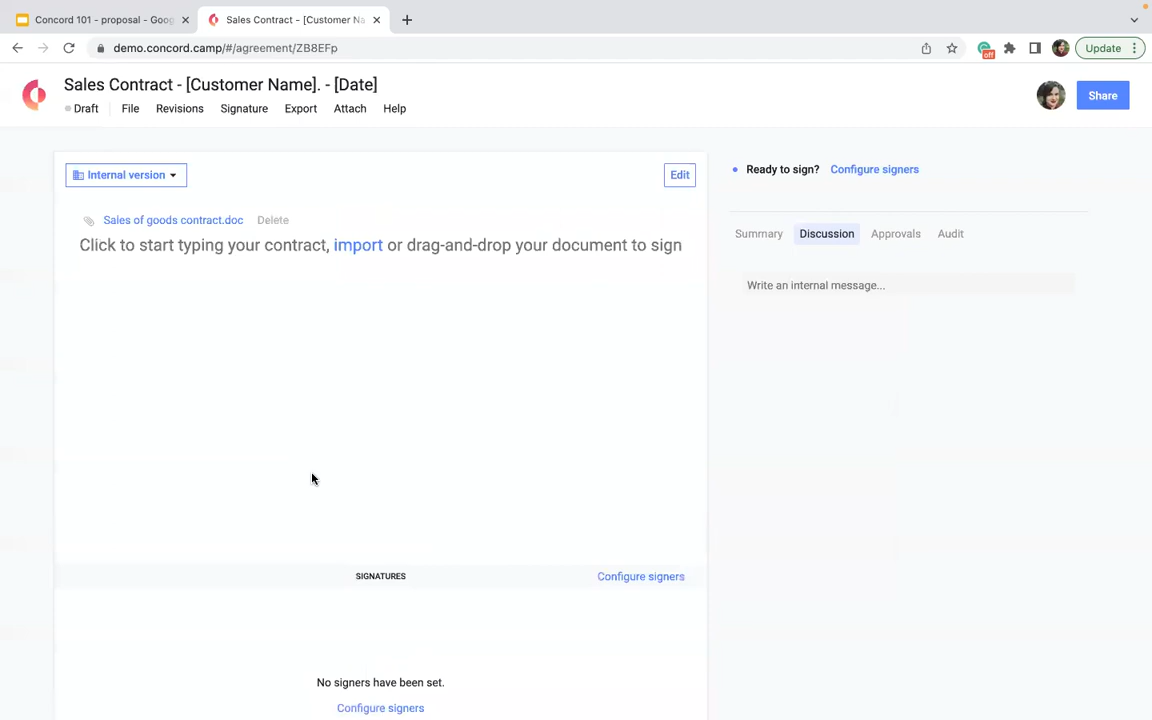 Concord 101 - proposal - Goog
Sales Contract - [Customer Na
demo.concord.camp/#/agreement/ZB8EFp
off
Update
Sales Contract - [Customer Name]. - [Date]
Draft File Revisions Signature Export Attach Help
Share
Internal version
Edit
Ready to sign? Configure signers
Sales of goods contract.doc Delete
Click to start typing your contract, import or drag-and-drop your document to sign
Summary Discussion Approvals Audit
Write an internal message...
SIGNATURES
Configure signers
No signers have been set.
Configure signers